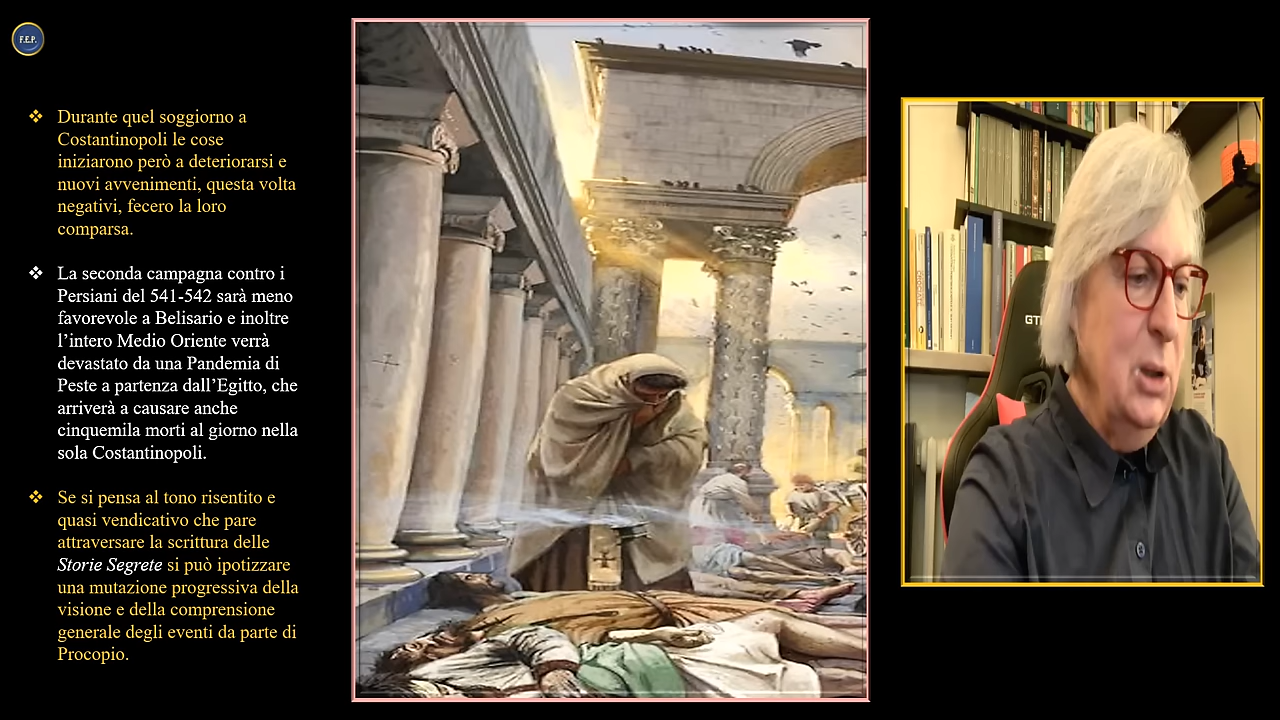 F.E.P.
❖ Durante quel soggiorno a
Costantinopoli le cose
iniziarono però a deteriorarsi e
nuovi avvenimenti, questa volta
negativi, fecero la loro
comparsa.
❖ La seconda campagna contro i
Persiani del 541-542 sarà meno
favorevole a Belisario e inoltre
l’intero Medio Oriente verrà
devastato da una Pandemia di
Peste a partenza dall’Egitto, che
arriverà a causare anche
cinquemila morti al giorno nella
sola Costantinopoli.
❖ Se si pensa al tono risentito e
quasi vendicativo che pare
attraversare la scrittura delle
Storie Segrete si può ipotizzare
una mutazione progressiva della
visione e della comprensione
generale degli eventi da parte di
Procopio.